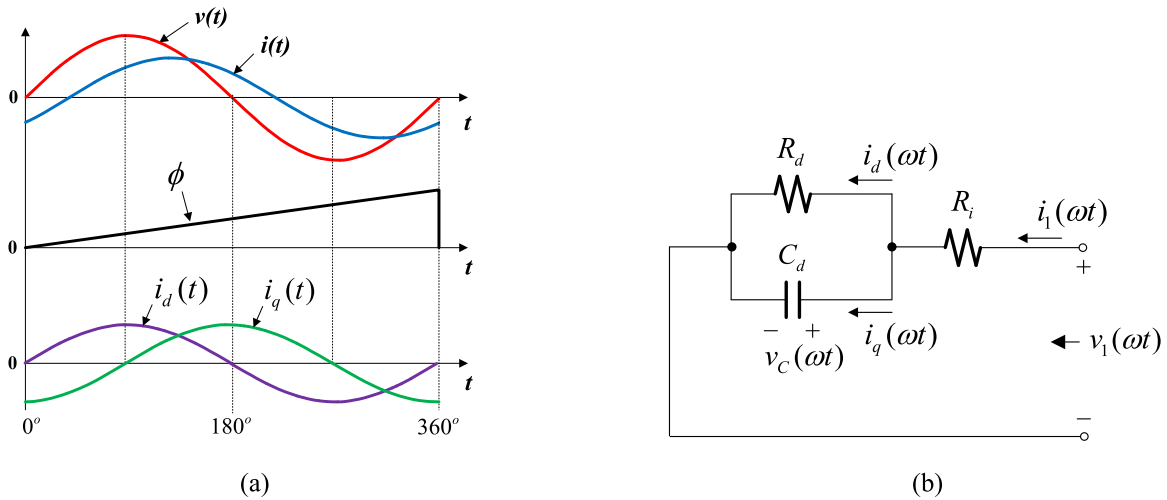 v(t)
i(t)
0
t
ϕ
0
t
i_d(t)
i_q(t)
0
t
0°
180°
360°
(a)
R_d
i_d(ωt)
R_i
i_1(ωt)
C_d
+
− +
i_q(ωt)
v_C(ωt)
v_1(ωt)
−
(b)